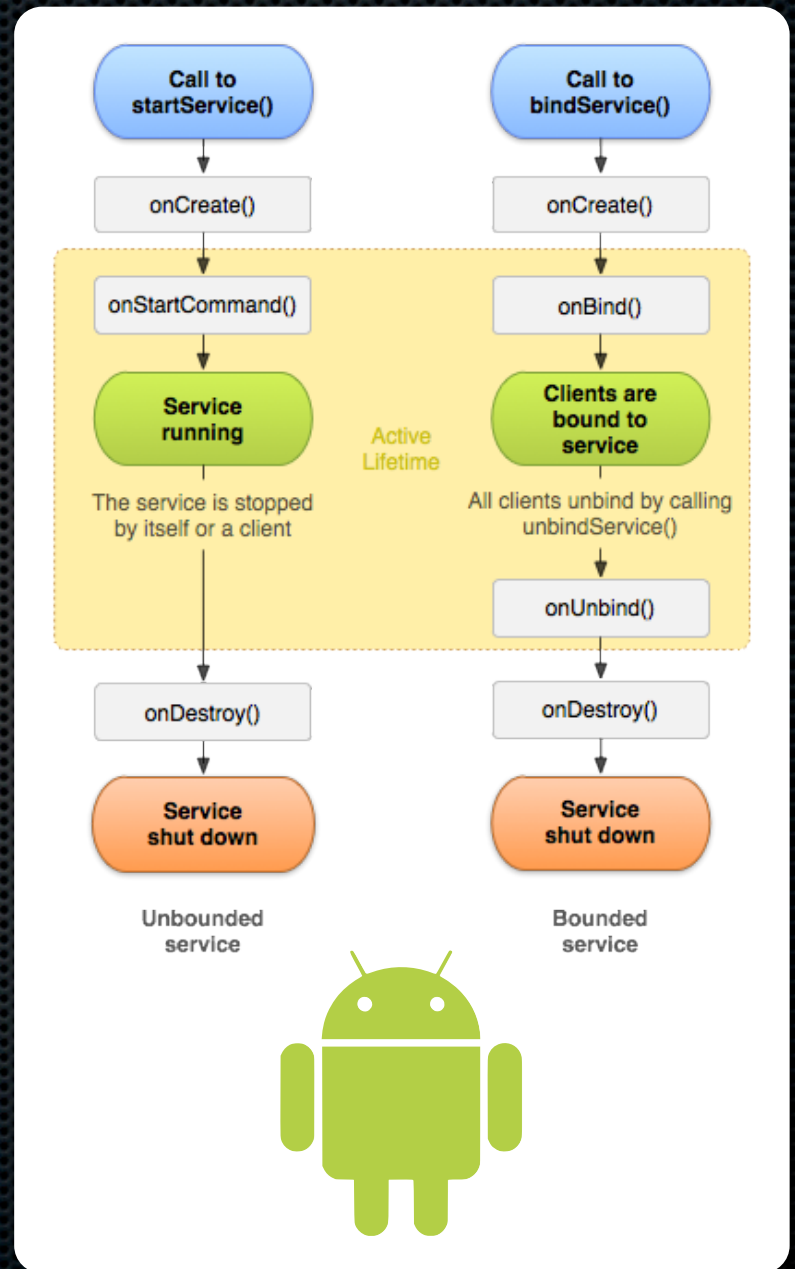 Call to
startService()
onCreate()
onStartCommand()
Service
running
The service is stopped
by itself or a client
onDestroy()
Service
shut down
Unbounded
service
Active
Lifetime
Call to
bindService()
onCreate()
onBind()
Clients are
bound to
service
All clients unbind by calling
unbindService()
onUnbind()
onDestroy()
Service
shut down
Bounded
service